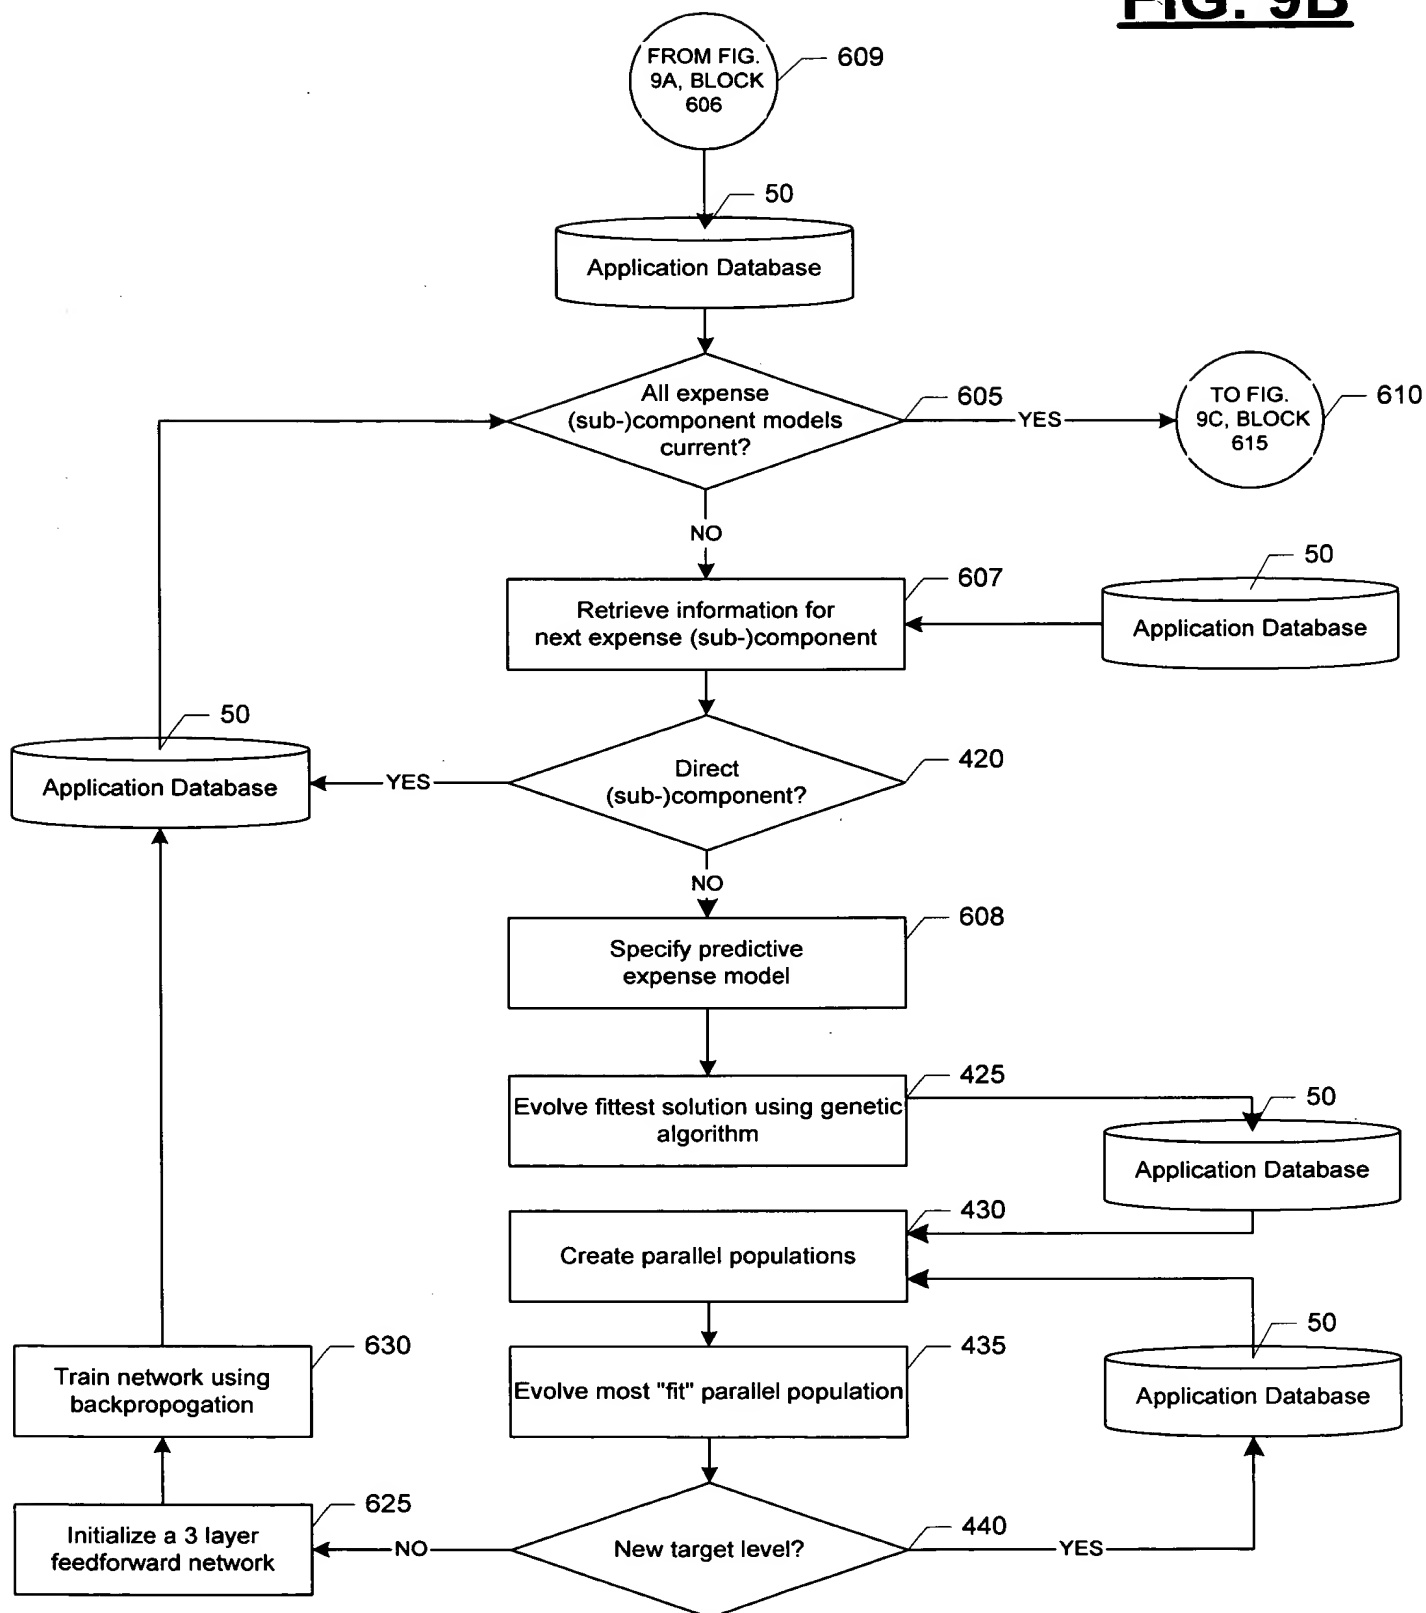 FIG. 9B
FROM FIG.
9A, BLOCK
606
609
50
Application Database
All expense
(sub-)component models
current?
605
YES
TO FIG.
9C, BLOCK
615
610
NO
607
Retrieve information for
next expense (sub-)component
50
Application Database
50
Application Database
YES
Direct
(sub-)component?
420
NO
608
Specify predictive
expense model
425
Evolve fittest solution using genetic
algorithm
50
Application Database
430
Create parallel populations
630
Train network using
backpropogation
435
Evolve most "fit" parallel population
50
Application Database
625
Initialize a 3 layer
feedforward network
NO
New target level?
440
YES